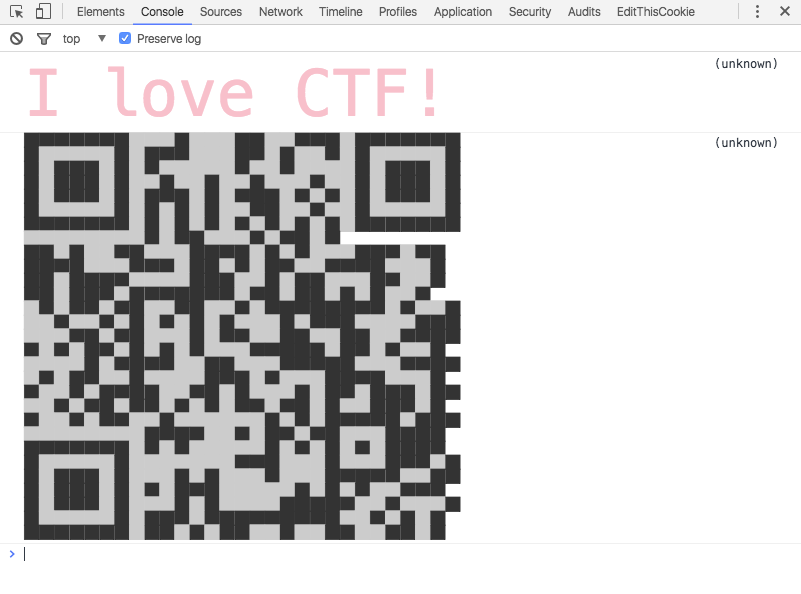 Elements Console Sources Network Timeline Profiles Application Security Audits EditThisCookie
top Preserve log
I love CTF! (unknown)
(unknown)